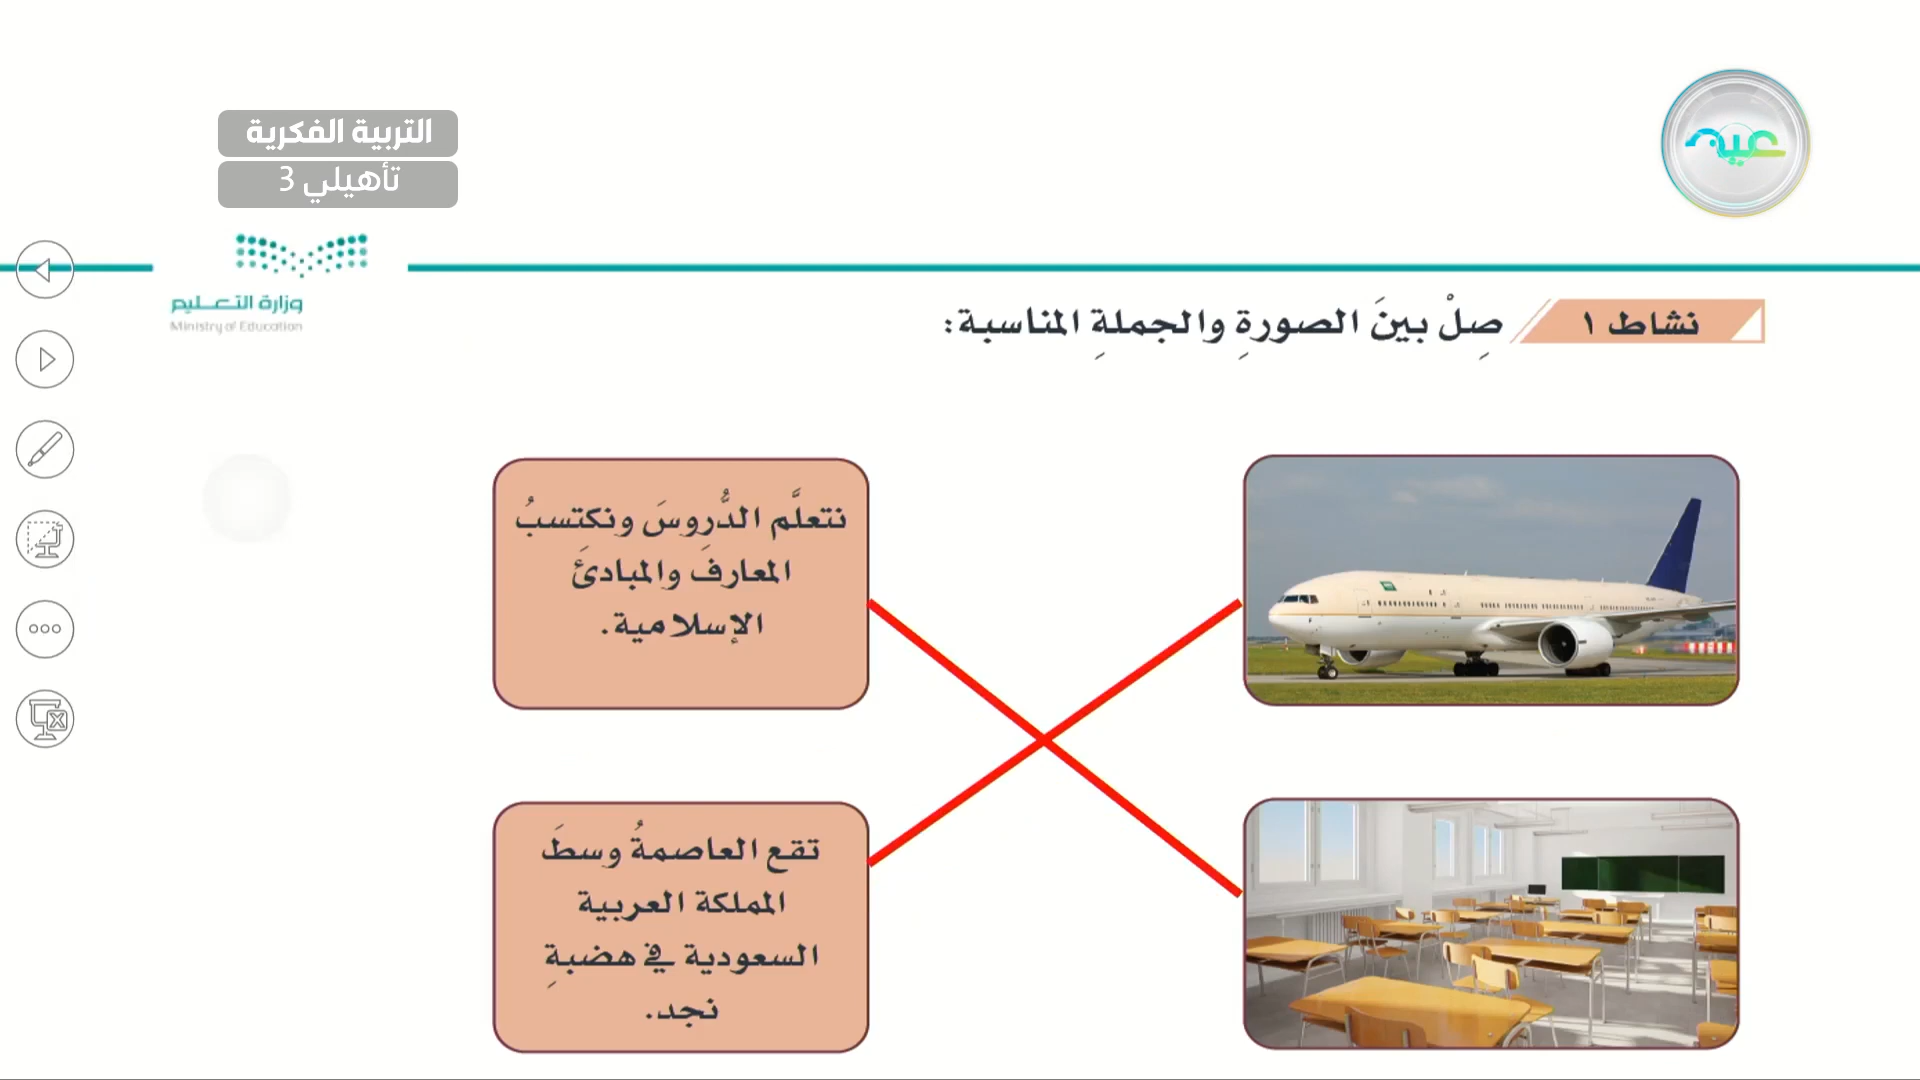 التربية الفكرية
تأهيلي 3
عين
وزارة التعليم
Ministry of Education
نشاط ١
صِلْ بينَ الصورةِ والجملةِ المناسبة:
نتعلَّم الدُّروسَ ونكتسبُ
المعارفَ والمبادئَ
الإسلامية.
تقع العاصمةُ وسطَ
المملكة العربية
السعودية في هضبةِ
نجد.